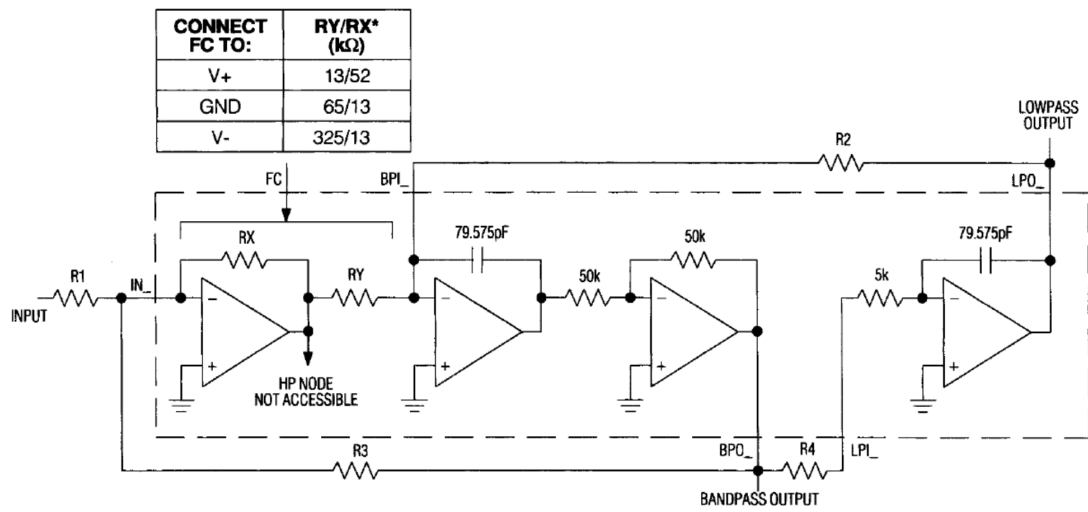 CONNECT FC TO:
RY/RX* (kΩ)
V+
13/52
GND
65/13
V-
325/13
LOWPASS
OUTPUT
R2
FC
BPI_
LPO_
RX
79.575pF
50k
79.575pF
R1
IN_
RY
50k
5k
INPUT
−
−
−
−
+
+
+
+
HP NODE
NOT ACCESSIBLE
R3
BPO_
R4
LPI_
BANDPASS OUTPUT